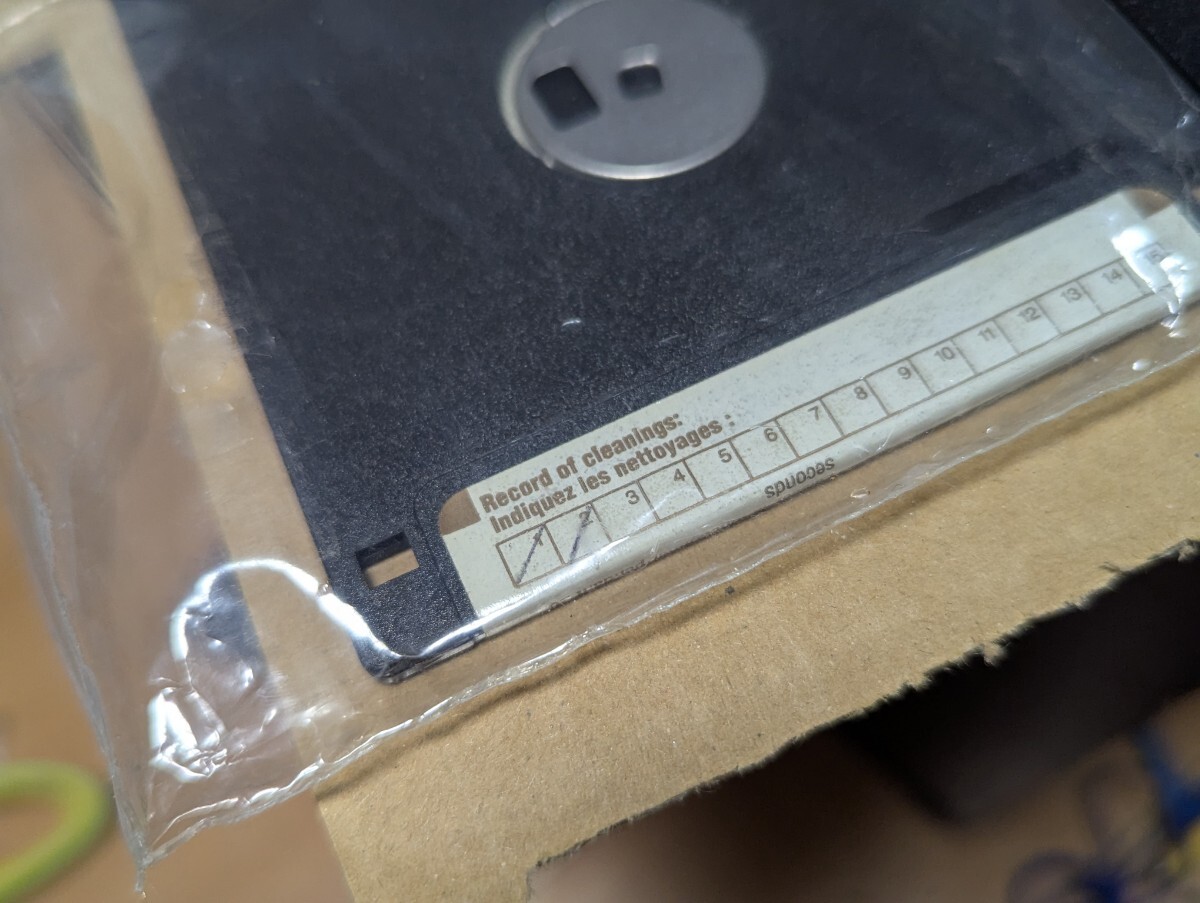 Record of cleanings:
Indiquez les nettoyages :
1 2 3 4 5 6 7 8 9 10 11 12 13 14 15
seconds